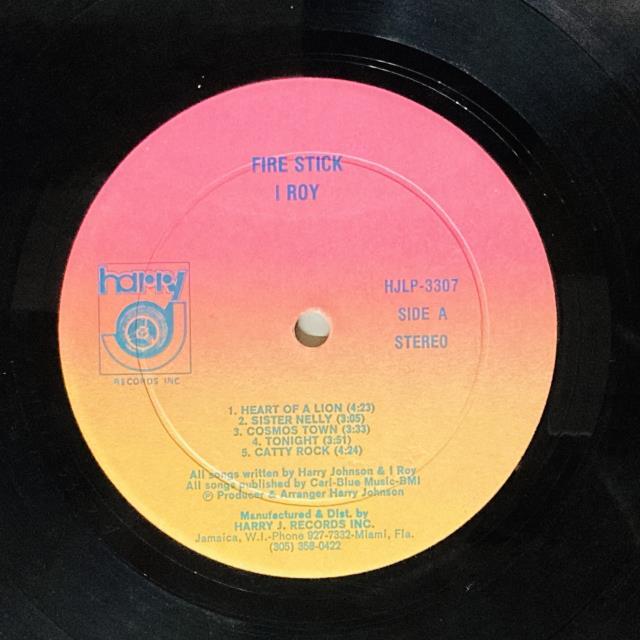 FIRE STICK
I ROY
harry
J
RECORDS INC
HJLP-3307
SIDE A
STEREO
1. HEART OF A LION (4:23)
2. SISTER NELLY (3:05)
3. COSMOS TOWN (3:33)
4. TONIGHT (3:51)
5. CATTY ROCK (4:24)
All songs written by Harry Johnson & I Roy
All songs published by Carl-Blue Music-BMI
℗ Producer & Arranger Harry Johnson
Manufactured & Dist. by
HARRY J. RECORDS INC.
Jamaica, W.I.-Phone 927-7332-Miami, Fla.
(305) 358-0422